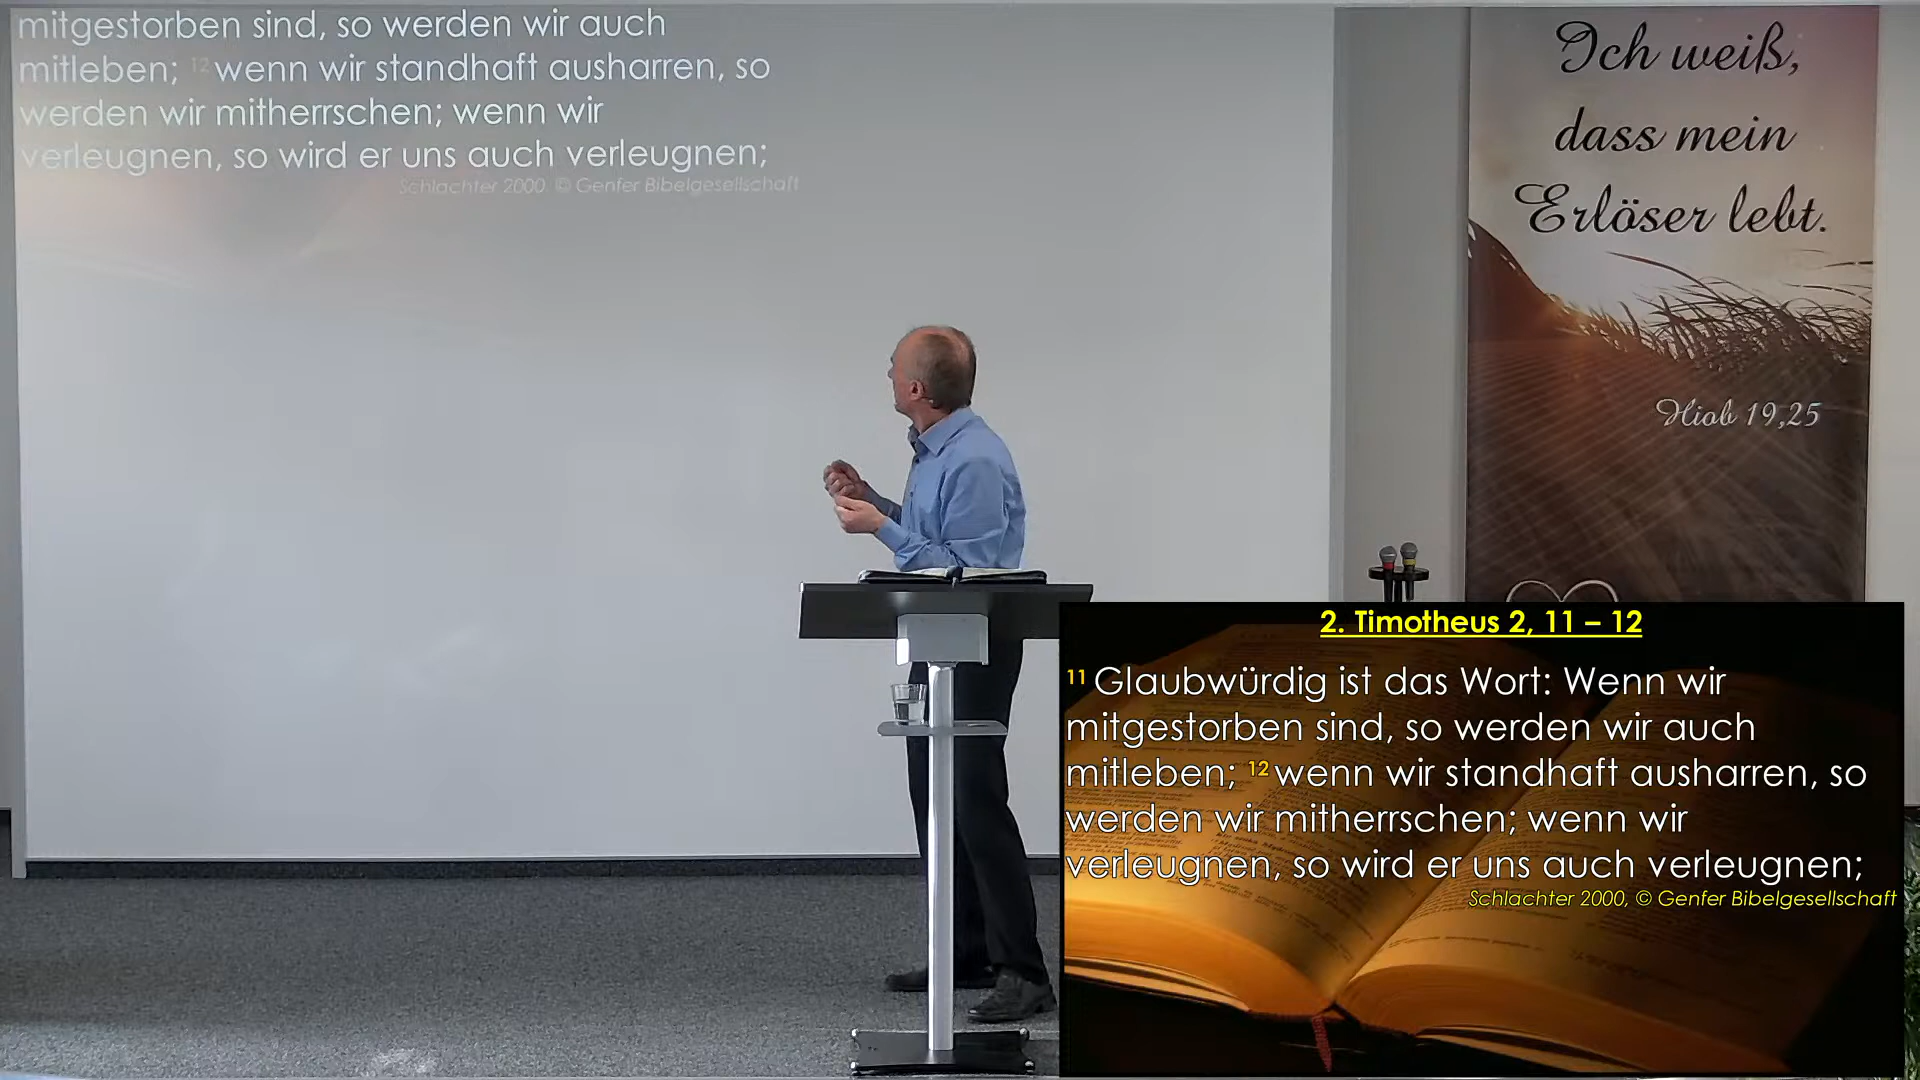 mitgestorben sind, so werden wir auch
mitleben; 12 wenn wir standhaft ausharren, so
werden wir mitherrschen; wenn wir
verleugnen, so wird er uns auch verleugnen;
Schlachter 2000, © Genfer Bibelgesellschaft
Ich weiß,
dass mein
Erlöser lebt.
Hiob 19,25
2. Timotheus 2, 11 – 12
11 Glaubwürdig ist das Wort: Wenn wir
mitgestorben sind, so werden wir auch
mitleben; 12 wenn wir standhaft ausharren, so
werden wir mitherrschen; wenn wir
verleugnen, so wird er uns auch verleugnen;
Schlachter 2000, © Genfer Bibelgesellschaft